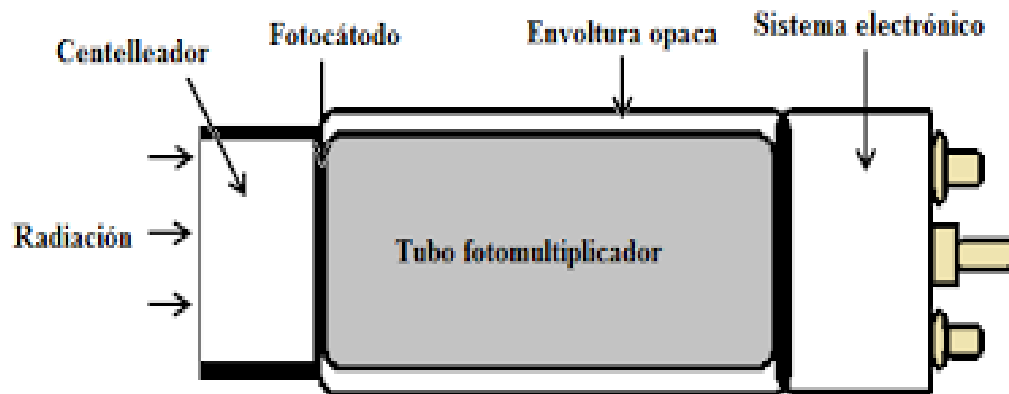 Centelleador
Fotocátodo
Envoltura opaca
Sistema electrónico
Radiación
Tubo fotomultiplicador